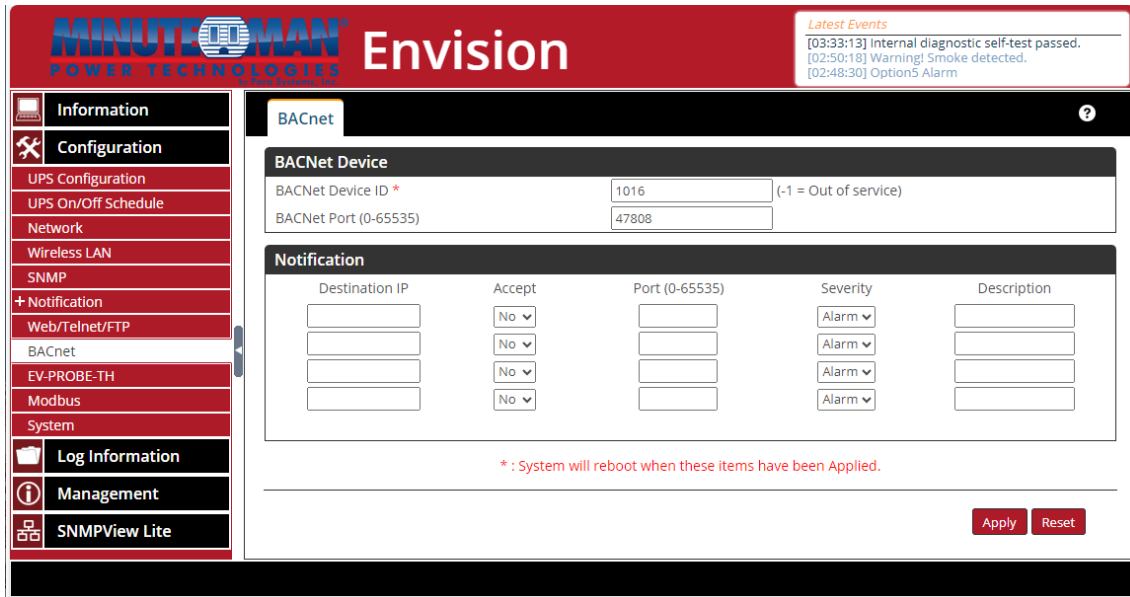 MINUTEMAN®
POWER TECHNOLOGIES
by Para Systems, Inc.
Envision
Latest Events
[03:33:13] Internal diagnostic self-test passed.
[02:50:18] Warning! Smoke detected.
[02:48:30] Option5 Alarm
Information
Configuration
UPS Configuration
UPS On/Off Schedule
Network
Wireless LAN
SNMP
+ Notification
Web/Telnet/FTP
BACnet
EV-PROBE-TH
Modbus
System
Log Information
Management
SNMPView Lite
BACnet
?
BACNet Device
BACNet Device ID * 1016 (-1 = Out of service)
BACNet Port (0-65535) 47808
Notification
Destination IP Accept Port (0-65535) Severity Description
No Alarm
No Alarm
No Alarm
No Alarm
* : System will reboot when these items have been Applied.
Apply Reset